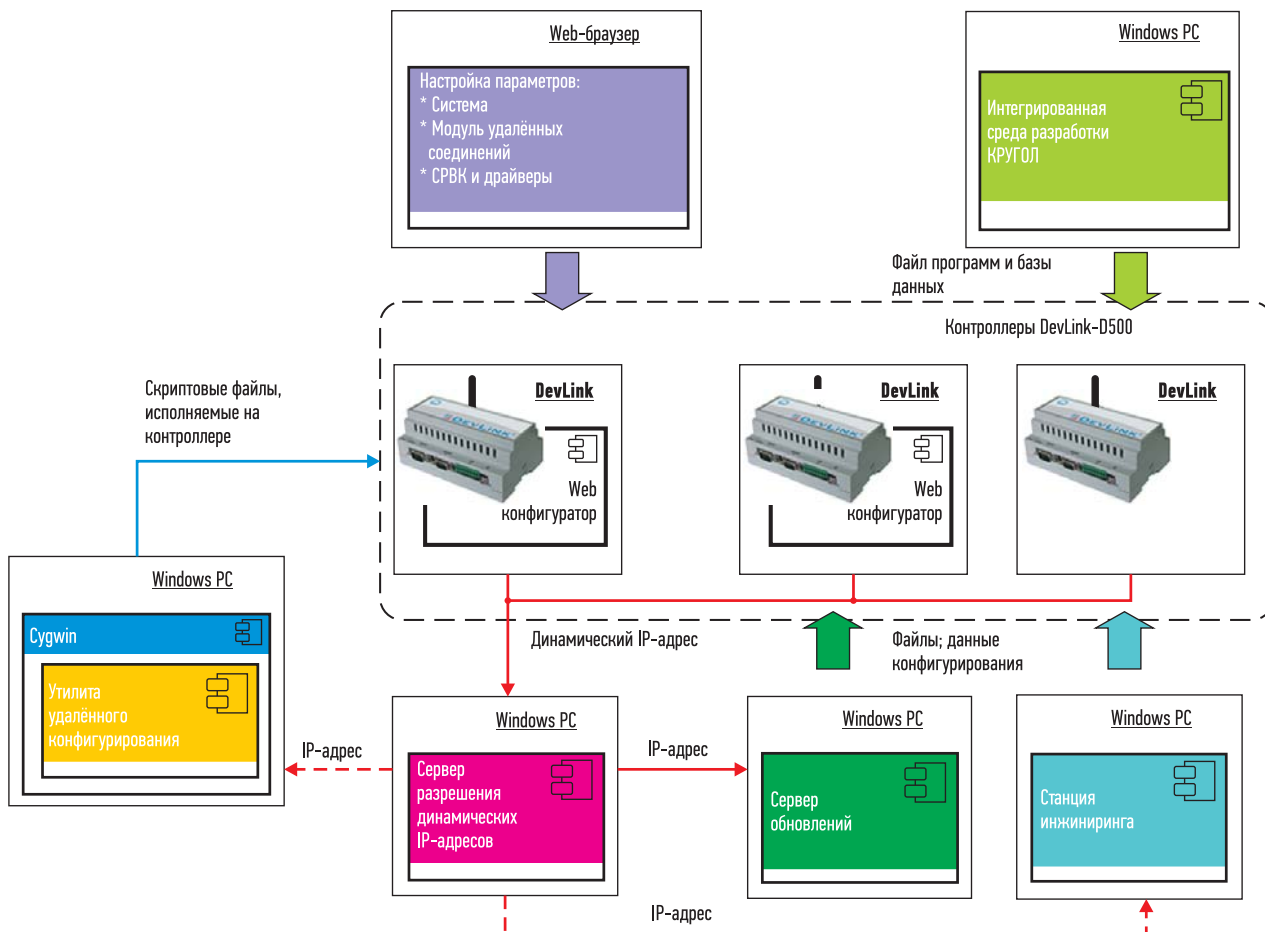 Web-браузер
Настройка параметров:
* Система
* Модуль удалённых
соединений
* СРВК и драйверы
Windows PC
Интегрированная
среда разработки
КРУГОЛ
Файл программ и базы
данных
Контроллеры DevLink-D500
Скриптовые файлы,
исполняемые на
контроллере
DevLink
DEVLINK
Web
конфигуратор
DevLink
DEVLINK
Web
конфигуратор
DevLink
DEVLINK
Windows PC
Cygwin
Утилита
удалённого
конфигурирования
Динамический IP-адрес
Файлы; данные
конфигурирования
IP-адрес
Windows PC
Сервер
разрешения
динамических
IP-адресов
IP-адрес
Windows PC
Сервер
обновлений
Windows PC
Станция
инжиниринга
IP-адрес